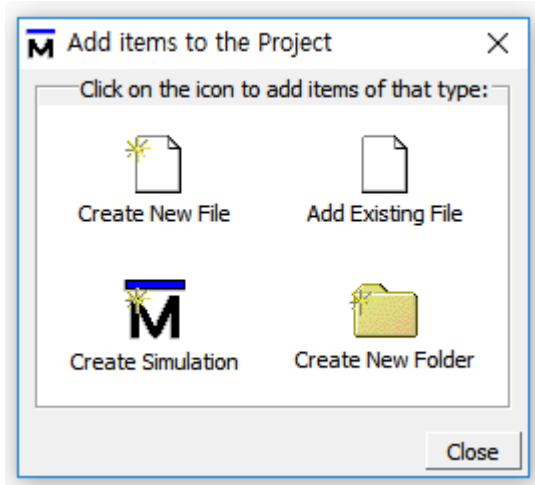 Add items to the Project
Click on the icon to add items of that type:
Create New File
Add Existing File
Create Simulation
Create New Folder
Close